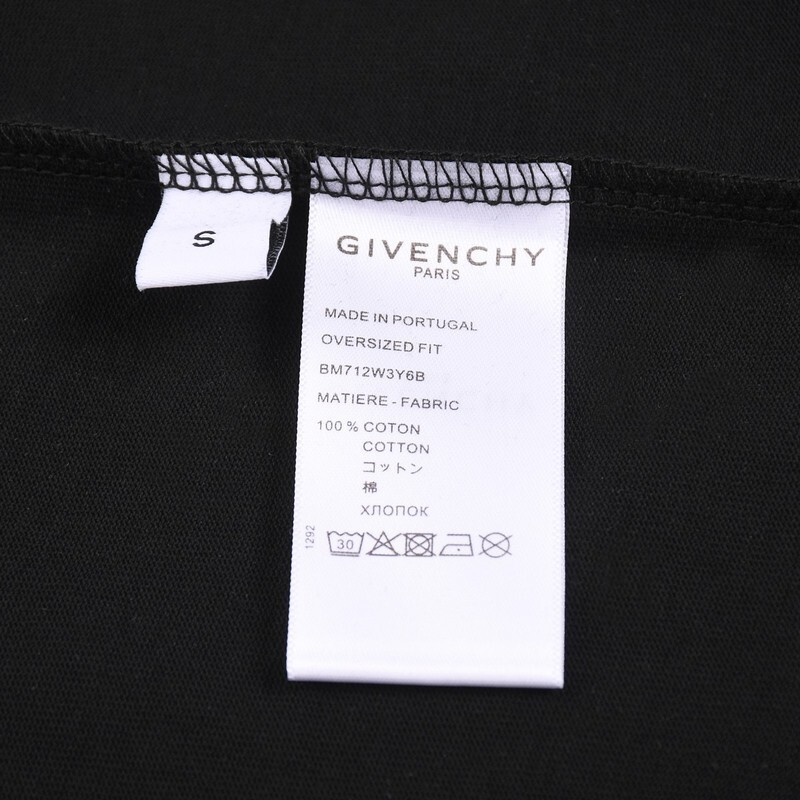 S
GIVENCHY
PARIS
MADE IN PORTUGAL
OVERSIZED FIT
BM712W3Y6B
MATIERE - FABRIC
100 % COTON
COTTON
コットン
棉
ХЛОПОК
1292
30